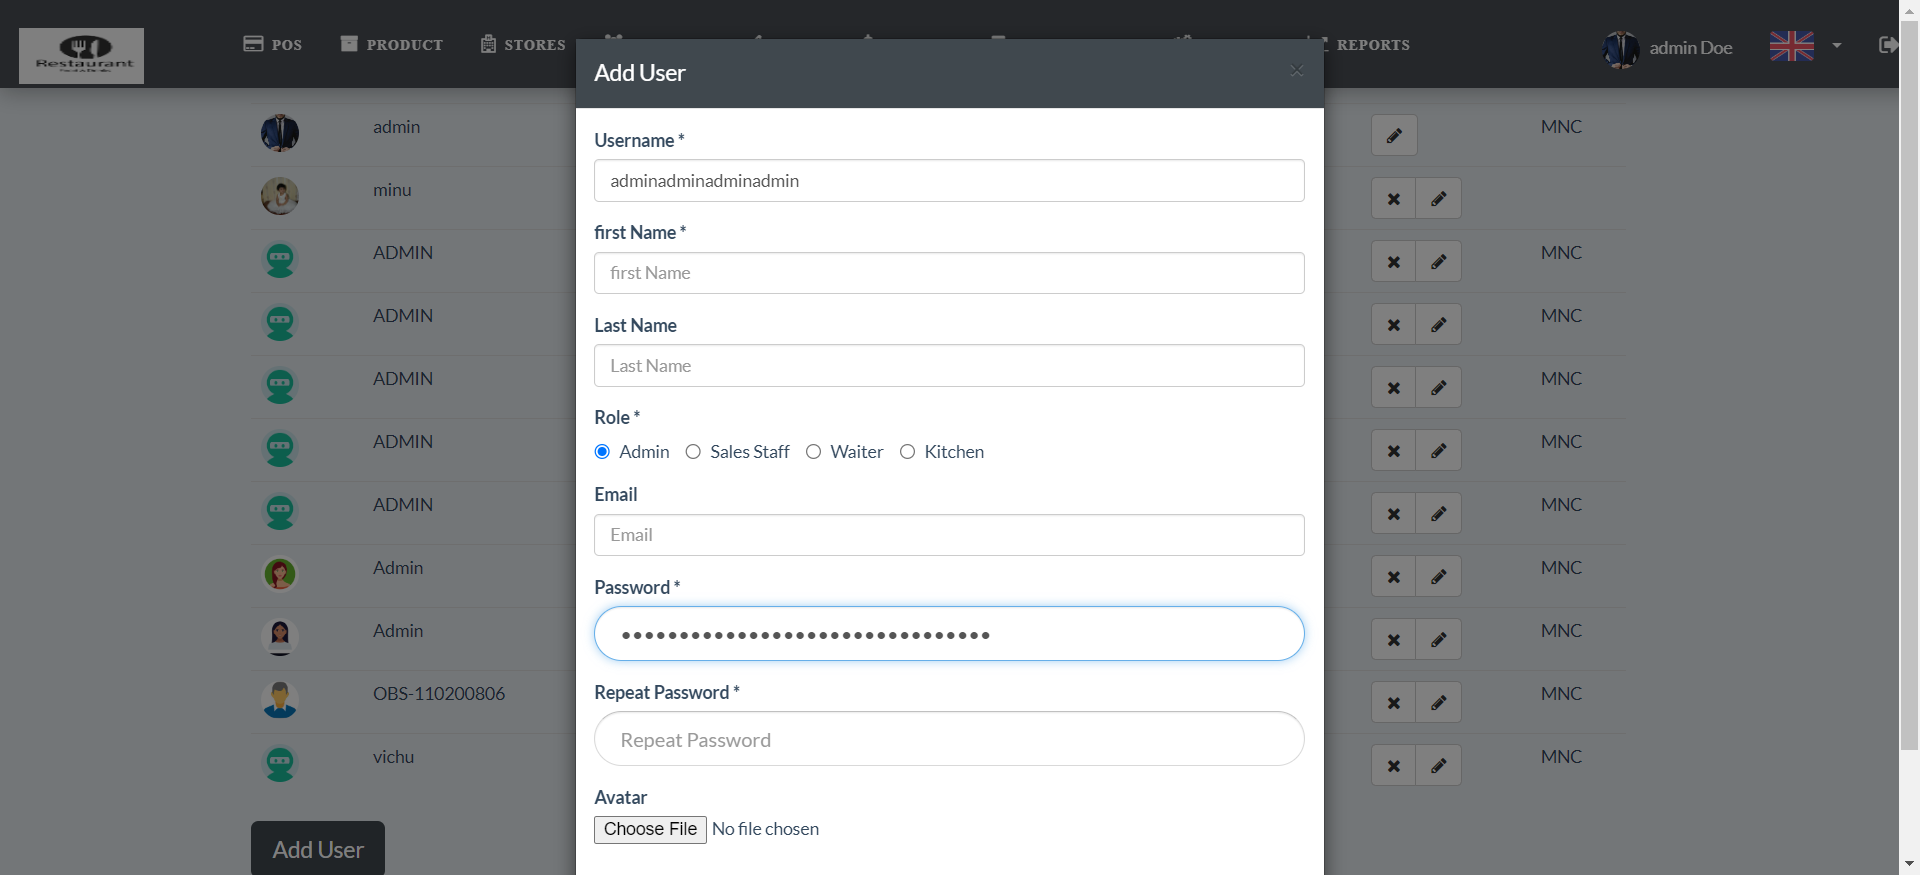 Restaurant
POS
PRODUCT
STORES
REPORTS
admin Doe
Add User
×
admin
MNC
minu
ADMIN
MNC
ADMIN
MNC
ADMIN
MNC
ADMIN
MNC
ADMIN
MNC
Admin
MNC
Admin
MNC
OBS-110200806
MNC
vichu
MNC
Add User
Username *
adminadminadminadmin
first Name *
first Name
Last Name
Last Name
Role *
Admin Sales Staff Waiter Kitchen
Email
Email
Password *
••••••••••••••••••••••••••••••••
Repeat Password *
Repeat Password
Avatar
Choose File No file chosen